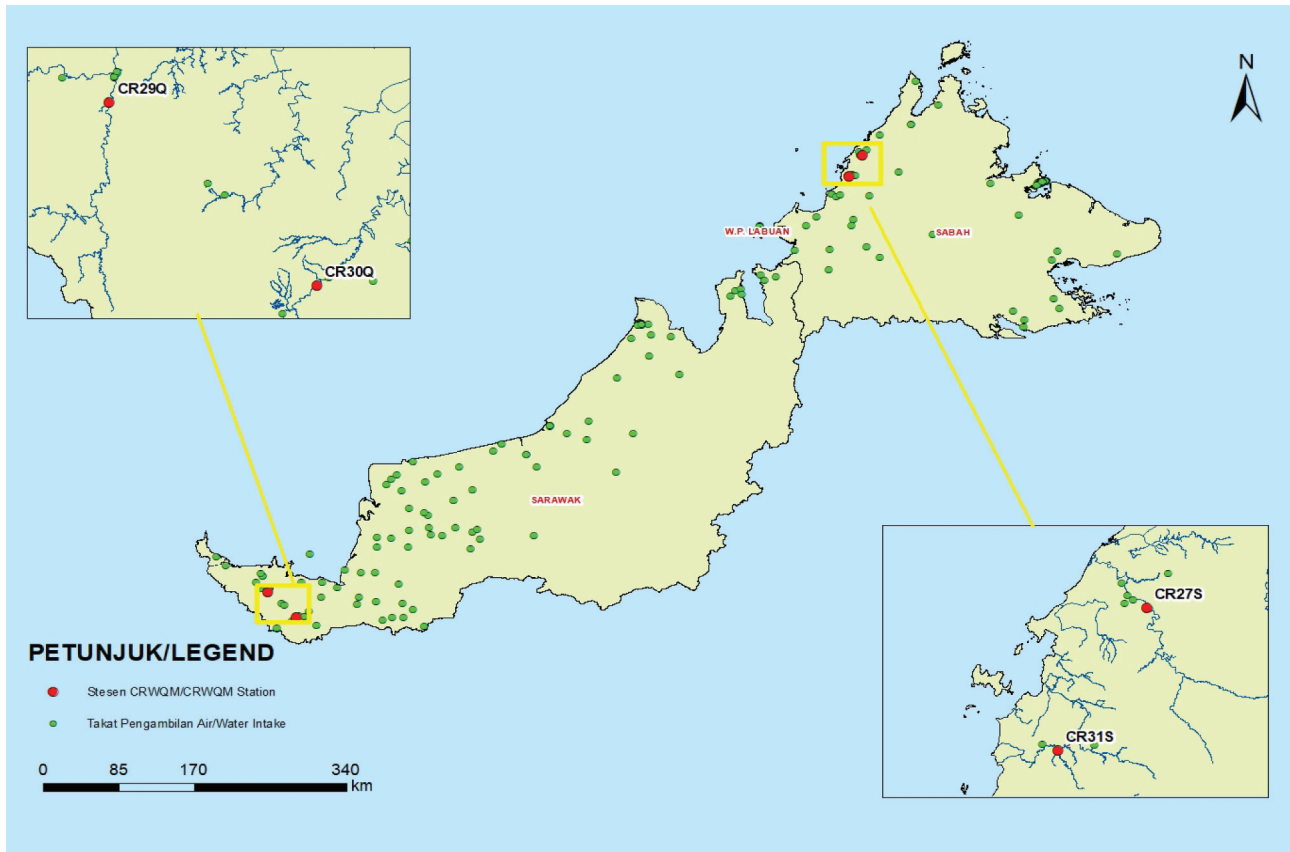 CR29Q
CR30Q
N
W.P. LABUAN
SABAH
SARAWAK
CR27S
CR31S
PETUNJUK/LEGEND
Stesen CRWQM/CRWQM Station
Takat Pengambilan Air/Water Intake
0 85 170 340
km